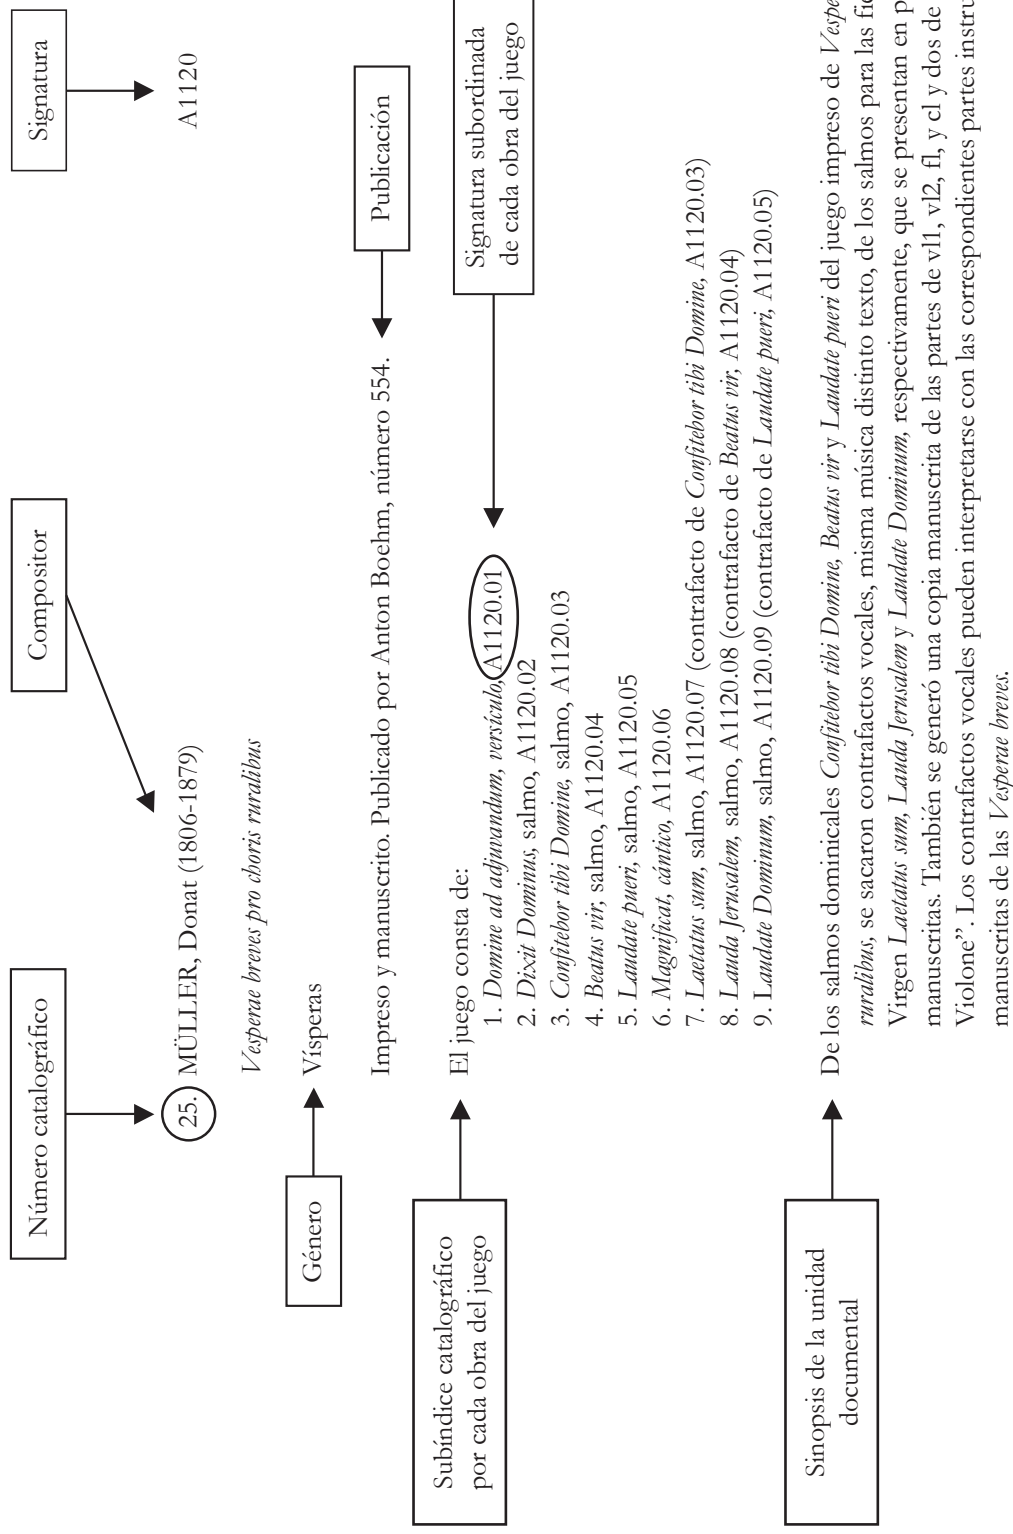 Número catalográfico
Compositor
Signatura
25. MÜLLER, Donat (1806-1879)
A1120
Vesperae breves pro choris ruralibus
Género
Vísperas
Impreso y manuscrito. Publicado por Anton Boehm, número 554.
Publicación
Subíndice catalográfico
por cada obra del juego
El juego consta de:
Signatura subordinada
de cada obra del juego
1. Domine ad adjuvandum, versículo, A1120.01
2. Dixit Dominus, salmo, A1120.02
3. Confitebor tibi Domine, salmo, A1120.03
4. Beatus vir, salmo, A1120.04
5. Laudate pueri, salmo, A1120.05
6. Magnificat, cántico, A1120.06
7. Laetatus sum, salmo, A1120.07 (contrafacto de Confitebor tibi Domine, A1120.03)
8. Lauda Jerusalem, salmo, A1120.08 (contrafacto de Beatus vir, A1120.04)
9. Laudate Dominum, salmo, A1120.09 (contrafacto de Laudate pueri, A1120.05)
Sinopsis de la unidad
documental
De los salmos dominicales Confitebor tibi Domine, Beatus vir y Laudate pueri del juego impreso de
ruralibus, se sacaron contrafactos vocales, misma música distinto texto, de los salmos para las
Virgen Laetatus sum, Lauda Jerusalem y Laudate Dominum, respectivamente, que se presentan en
manuscritas. También se generó una copia manuscrita de las partes de vl1, vl2, fl, y cl y dos de
Violone”. Los contrafactos vocales pueden interpretarse con las correspondientes partes
manuscritas de las Vesperae breves.